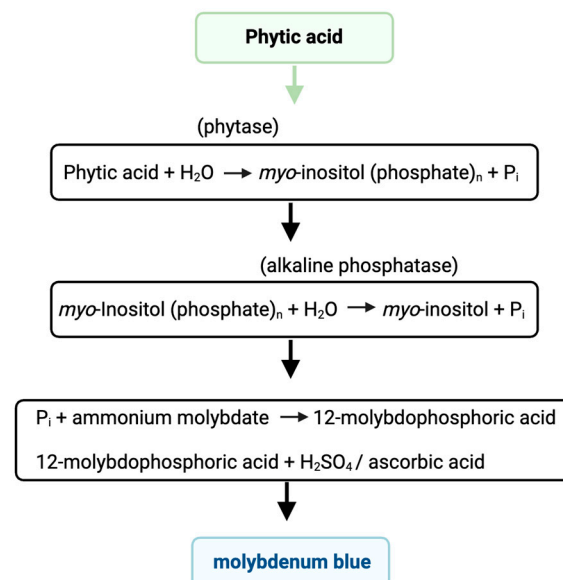 Phytic acid
(phytase)
Phytic acid + H₂O → myo-inositol (phosphate)ₙ + Pᵢ
(alkaline phosphatase)
myo-Inositol (phosphate)ₙ + H₂O → myo-inositol + Pᵢ
Pᵢ + ammonium molybdate → 12-molybdophosphoric acid
12-molybdophosphoric acid + H₂SO₄ / ascorbic acid
molybdenum blue